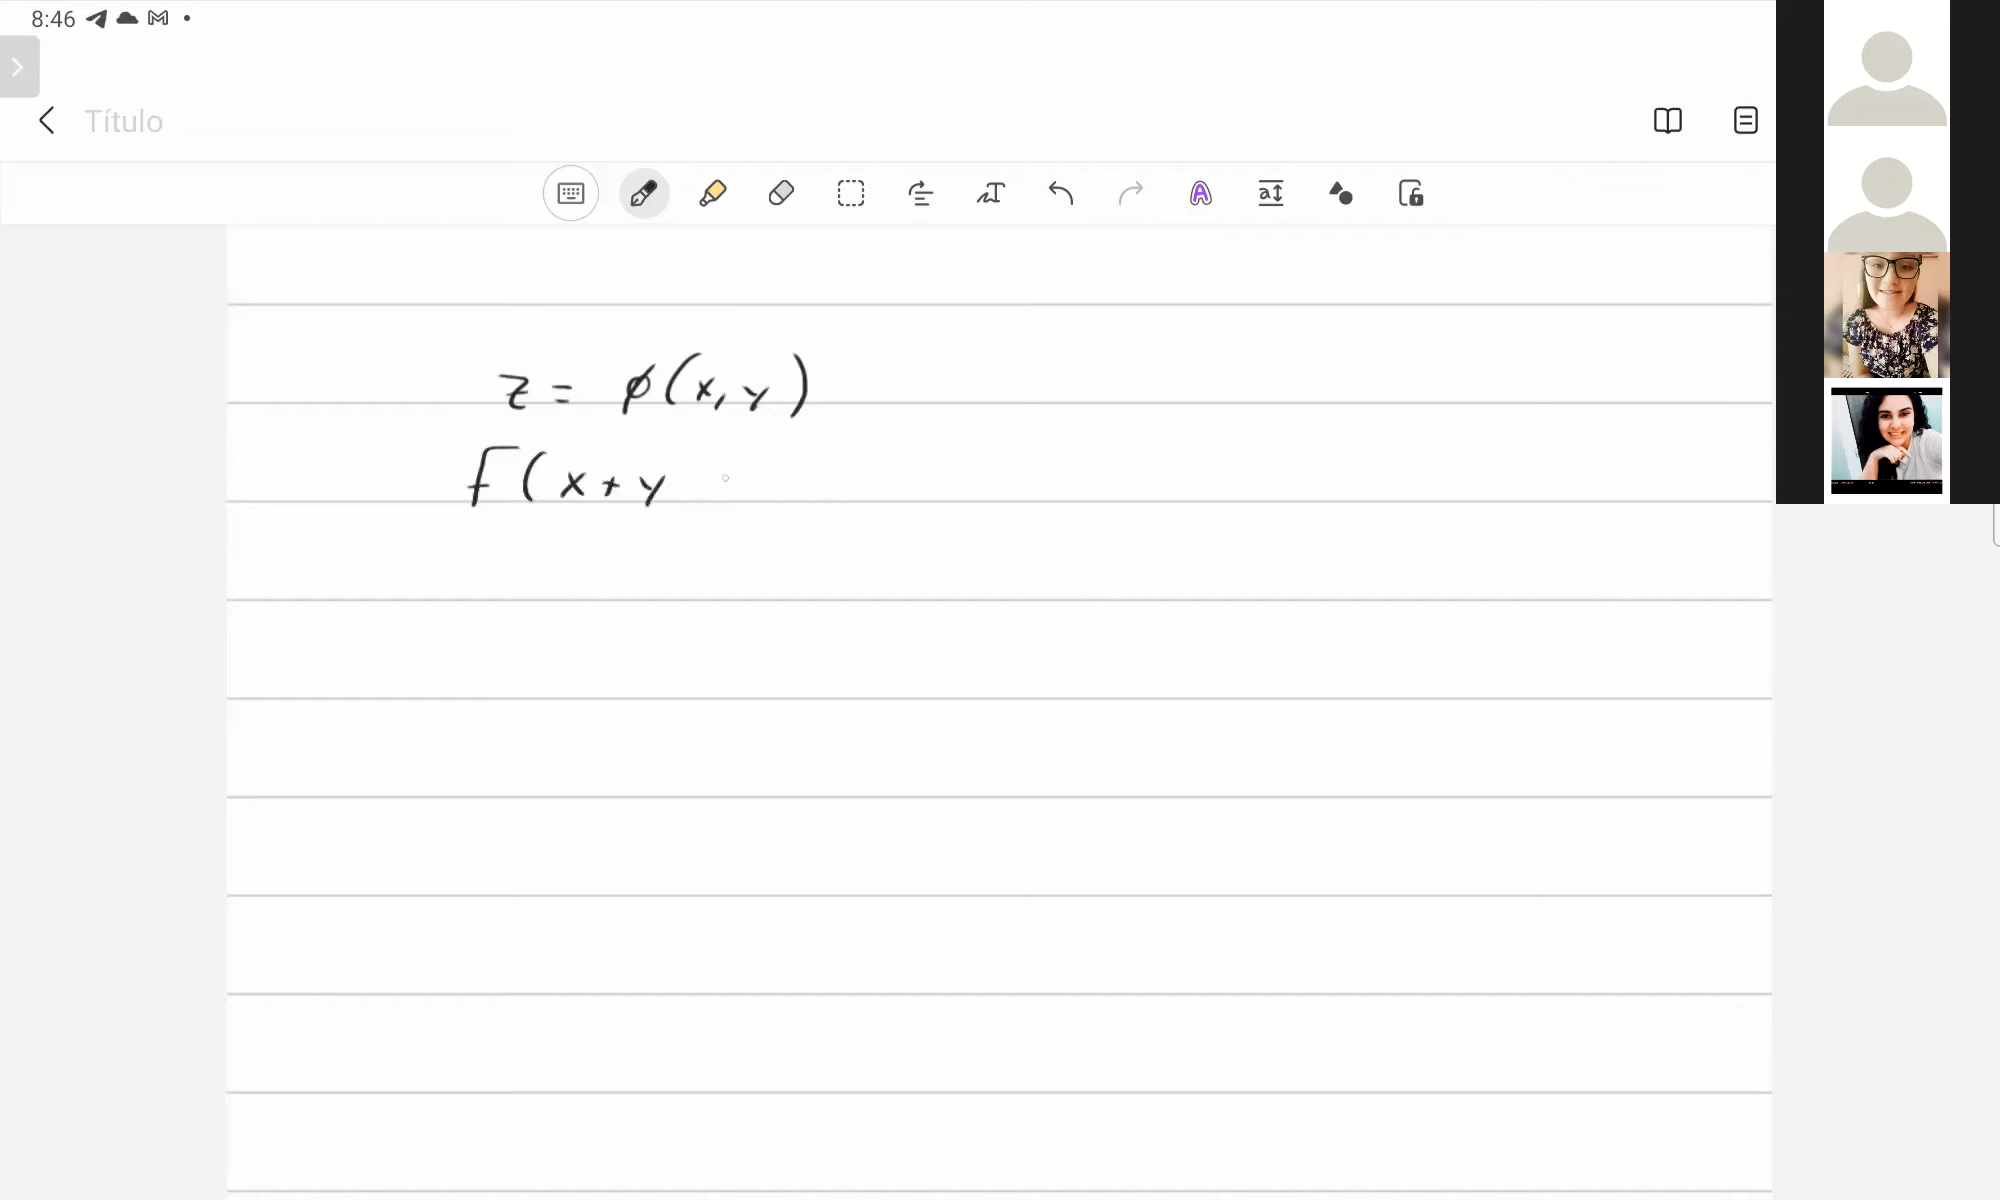 8:46
Título
z = ϕ(x, y)
F(x + y